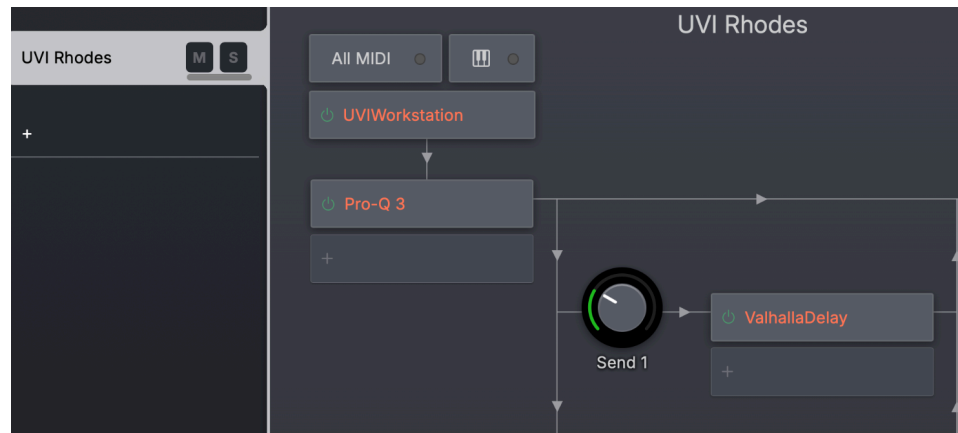 UVI Rhodes
UVI Rhodes
M
S
All MIDI
UVIWorkstation
+
Pro-Q 3
+
ValhallaDelay
Send 1
+